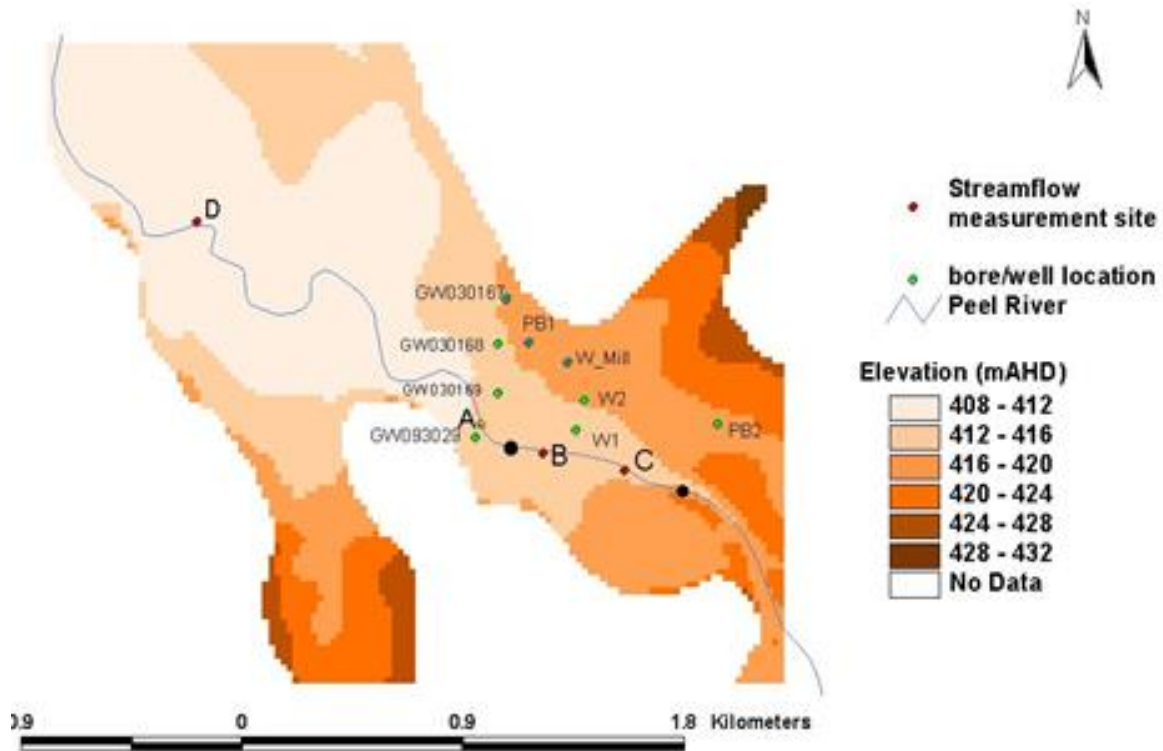 N
D
Streamflow
measurement site
bore/well location
Peel River
GW030167
PB1
GW030168
W_Mill
Elevation (mAHD)
408 - 412
412 - 416
416 - 420
420 - 424
424 - 428
428 - 432
No Data
GW030169
W2
A
GW093029
W1
PB2
B
C
0.9 0 0.9 1.8 Kilometers